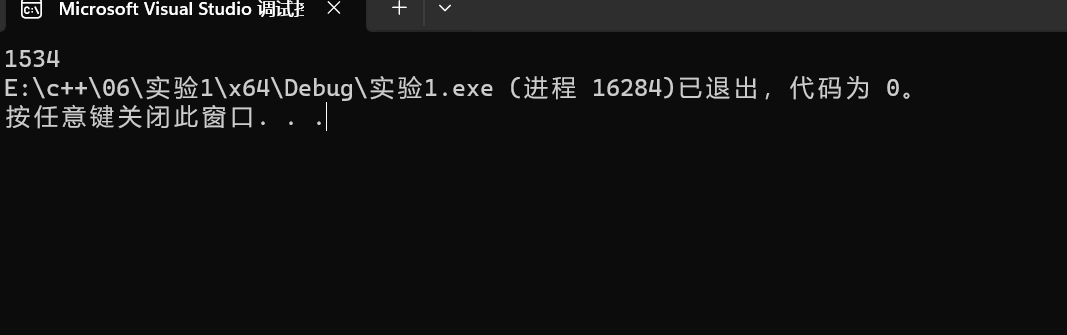 Microsoft Visual Studio 调试
1534
E:\c++\06\实验1\x64\Debug\实验1.exe (进程 16284)已退出，代码为 0。
按任意键关闭此窗口. . .